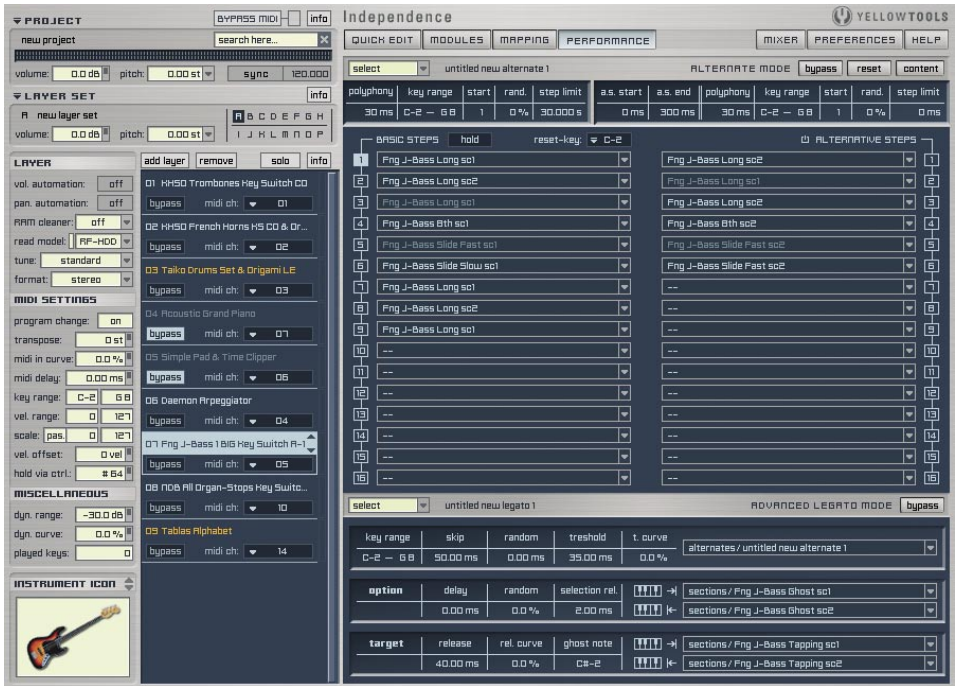 PROJECT BYPASS MIDI info
new project search here...
volume: 0.0 dB pitch: 0.00 st sync 120.000
LAYER SET info
A new layer set A B C D E F G H
volume: 0.0 dB pitch: 0.00 st I J K L M N O P
LAYER
vol. automation: off
pan. automation: off
RAM cleaner: off
read model: RF-HDD
tune: standard
format: stereo
MIDI SETTINGS
program change: on
transpose: 0 st
midi in curve: 0.0 %
midi delay: 0.00 ms
key range: C-2 G8
vel. range: 0 127
scale: pas. 0 127
vel. offset: 0 vel
hold via ctrl.: # 64
MISCELLANEOUS
dyn. range: -30.0 dB
dyn. curve: 0.0 %
played keys: 0
INSTRUMENT ICON
add layer remove solo info
01 KHSO Trombones Key Switch CO
bypass midi ch: 01
02 KHSO French Horns KS CO & Or...
bypass midi ch: 02
03 Taiko Drums Set & Origami LE
bypass midi ch: 03
04 Acoustic Grand Piano
bypass midi ch: 07
05 Simple Pad & Time Clipper
bypass midi ch: 06
06 Daemon Arpeggiator
bypass midi ch: 04
07 Fng J-Bass 1 BIG Key Switch A-1
bypass midi ch: 05
08 NDB All Organ-Stops Key Switc...
bypass midi ch: 10
09 Tablas Alphabet
bypass midi ch: 14
Independence YELLOWTOOLS
QUICK EDIT MODULES MAPPING PERFORMANCE MIXER PREFERENCES HELP
select untitled new alternate 1 ALTERNATE MODE bypass reset content
polyphony key range start rand. step limit a.s. start a.s. end polyphony key range start rand. step limit
30 ms C-2 — G8 1 0 % 30.000 s 0 ms 300 ms 30 ms C-2 — G8 1 0 % 0 ms
BASIC STEPS hold reset-key: C-2 ALTERNATIVE STEPS
1 Fng J-Bass Long sc1 Fng J-Bass Long sc2 1
2 Fng J-Bass Long sc2 Fng J-Bass Long sc1 2
3 Fng J-Bass Long sc1 Fng J-Bass Long sc2 3
4 Fng J-Bass 8th sc1 Fng J-Bass 8th sc2 4
5 Fng J-Bass Slide Fast sc1 Fng J-Bass Slide Fast sc2 5
6 Fng J-Bass Slide Slow sc1 Fng J-Bass Slide Fast sc2 6
7 Fng J-Bass Long sc1 -- 7
8 Fng J-Bass Long sc2 -- 8
9 Fng J-Bass Long sc1 -- 9
10 -- -- 10
11 -- -- 11
12 -- -- 12
13 -- -- 13
14 -- -- 14
15 -- -- 15
16 -- -- 16
select untitled new legato 1 ADVANCED LEGATO MODE bypass
key range skip random treshold t. curve
C-2 — G8 50.00 ms 0.00 ms 35.00 ms 0.0 % alternates / untitled new alternate 1
option delay random selection rel. sections / Fng J-Bass Ghost sc1
0.00 ms 0.0 % 2.00 ms sections / Fng J-Bass Ghost sc2
target release rel. curve ghost note sections / Fng J-Bass Tapping sc1
40.00 ms 0.0 % C#-2 sections / Fng J-Bass Tapping sc2